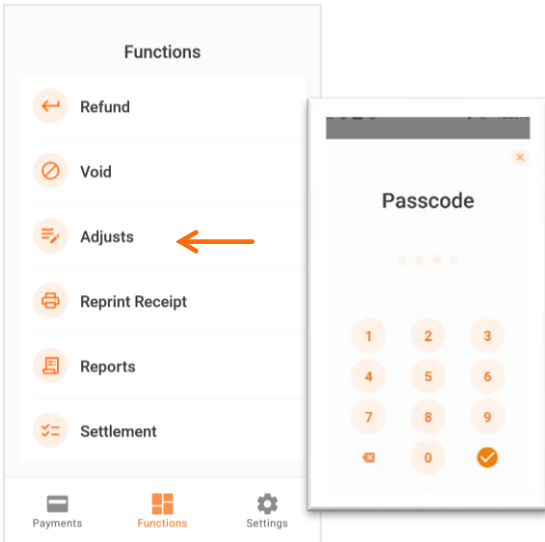 Functions
Refund
Void
Adjusts
Reprint Receipt
Reports
Settlement
Payments Functions Settings
Passcode
1 2 3
4 5 6
7 8 9
0